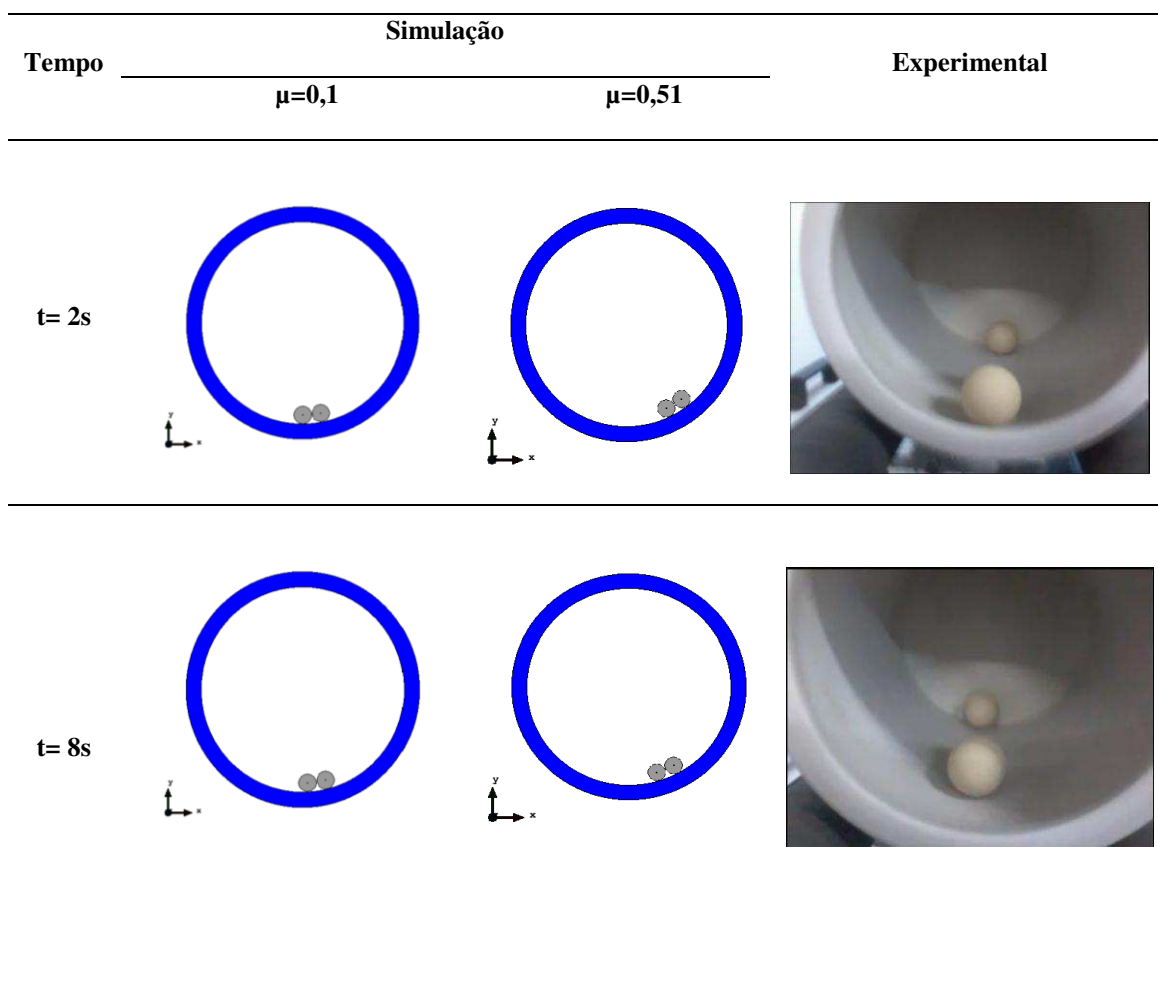 Simulação
Tempo
Experimental
µ=0,1
µ=0,51
t= 2s
y
x
y
x
t= 8s
y
x
y
x